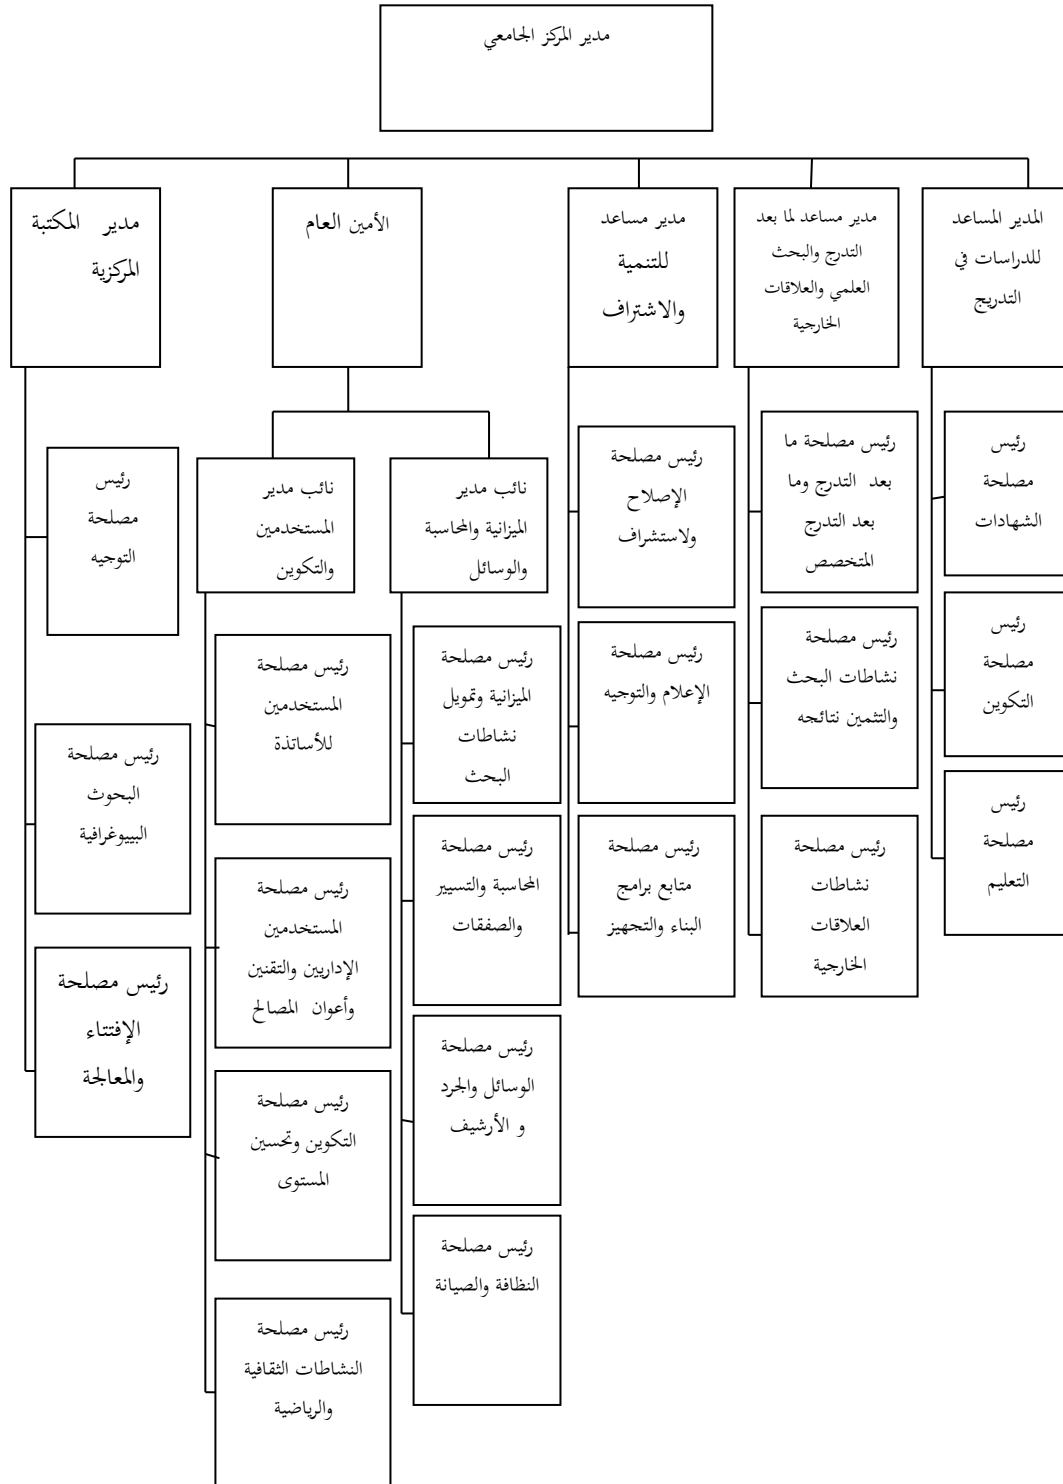 مدير المركز الجامعي
المدير المساعد
للدراسات في
التدريج
مدير مساعد لما بعد
التدرج والبحث
العلمي والعلاقات
الخارجية
مدير مساعد
للتنمية
والاشتراف
الأمين العام
مدير المكتبة
المركزية
رئيس
مصلحة
الشهادات
رئيس
مصلحة
التكوين
رئيس
مصلحة
التعليم
رئيس مصلحة ما
بعد التدرج وما
بعد التدرج
المتخصص
رئيس مصلحة
نشاطات البحث
والتثمين نتائجه
رئيس مصلحة
نشاطات
العلاقات
الخارجية
رئيس مصلحة
الإصلاح
ولاستشراف
رئيس مصلحة
الإعلام والتوجيه
رئيس مصلحة
متابع برامج
البناء والتجهيز
نائب مدير
الميزانية والمحاسبة
والوسائل
رئيس مصلحة
الميزانية وتمويل
نشاطات
البحث
رئيس مصلحة
المحاسبة والتسيير
والصفقات
رئيس مصلحة
الوسائل والجرد
و الأرشيف
رئيس مصلحة
النظافة والصيانة
نائب مدير
المستخدمين
والتكوين
رئيس مصلحة
المستخدمين
للأساتذة
رئيس مصلحة
المستخدمين
الإداريين والتقنين
وأعوان المصالح
رئيس مصلحة
التكوين وتحسين
المستوى
رئيس مصلحة
النشاطات الثقافية
والرياضية
رئيس
مصلحة
التوجيه
رئيس مصلحة
البحوث
البييوغرافية
رئيس مصلحة
الإفتتاء
والمعالجة